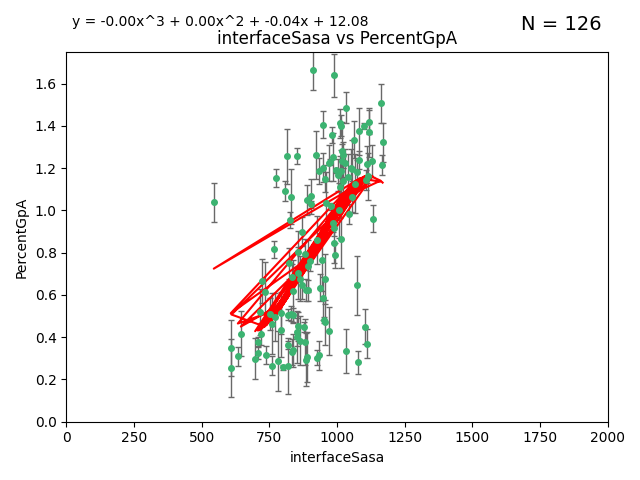 y = -0.00x^3 + 0.00x^2 + -0.04x + 12.08
N = 126
interfaceSasa vs PercentGpA
PercentGpA
1.6
1.4
1.2
1.0
0.8
0.6
0.4
0.2
0.0
0 250 500 750 1000 1250 1500 1750 2000
interfaceSasa